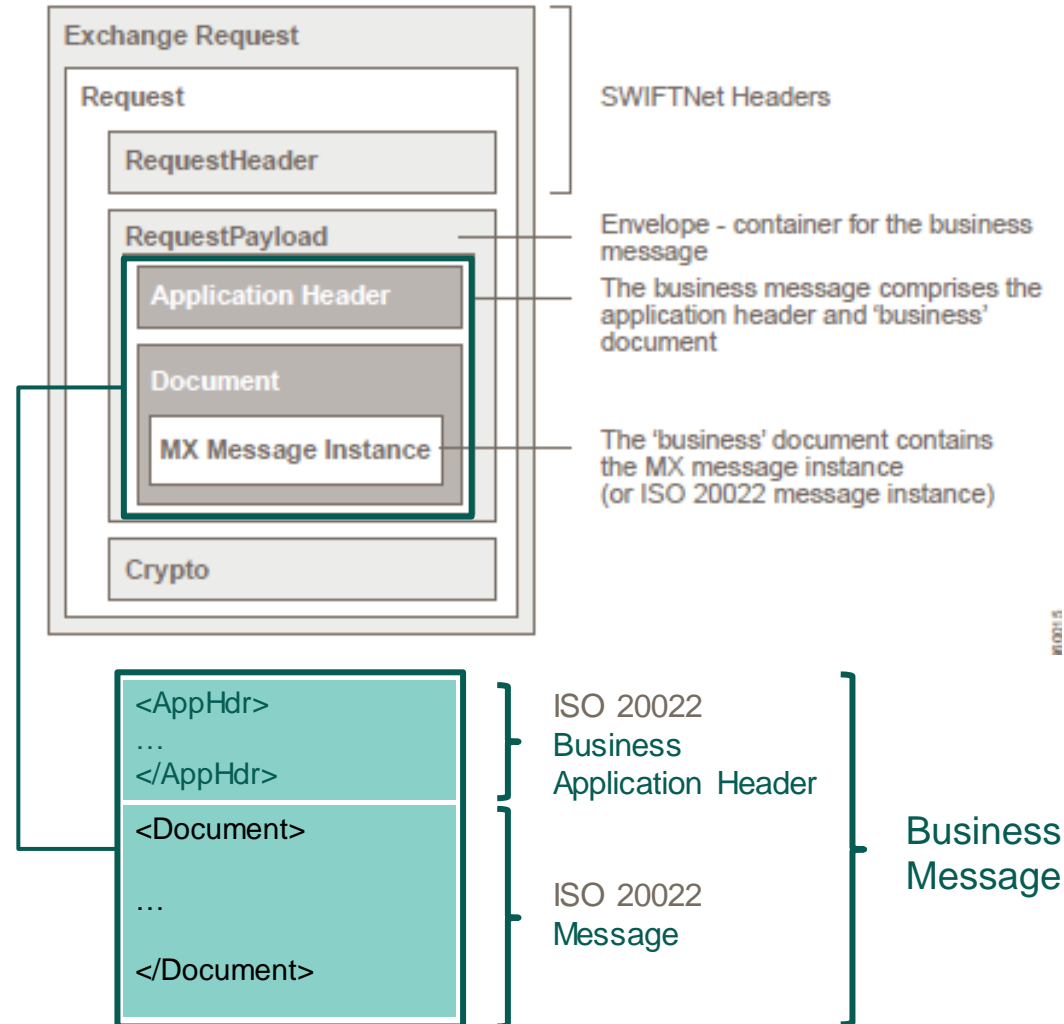 Exchange Request
Request
SWIFTNet Headers
RequestHeader
RequestPayload
Envelope - container for the business
message
Application Header
The business message comprises the
application header and ‘business’
document
Document
MX Message Instance
The ‘business’ document contains
the MX message instance
(or ISO 20022 message instance)
Crypto
<AppHdr>
…
</AppHdr>
ISO 20022
Business
Application Header
<Document>
…
</Document>
ISO 20022
Message
Business
Message